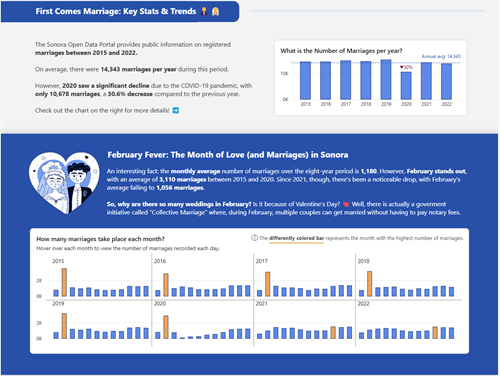 First Comes Marriage: Key Stats & Trends
The Sonora Open Data Portal provides public information on registered
marriages between 2015 and 2022.
On average, there were 14,343 marriages per year during this period.
However, 2020 saw a significant decline due to the COVID-19 pandemic, with
only 10,678 marriages, a 30.6% decrease compared to the previous year.
Check out the chart on the right for more details!
What is the Number of Marriages per year?
Annual avg: 14,343
▼30%
10K
0K
2015 2016 2017 2018 2019 2020 2021 2022
February Fever: The Month of Love (and Marriages) in Sonora
An interesting fact: the monthly average number of marriages over the eight-year period is 1,180. However, February stands out,
with an average of 3,110 marriages between 2015 and 2020. Since 2021, though, there's been a noticeable drop, with February's
average falling to 1,056 marriages.
So, why are there so many weddings in February? Is it because of Valentine's Day? Well, there is actually a goverment
initiative called "Collective Marriage" where, during February, multiple couples can get married without having to pay notary fees.
How many marriages take place each month?
Hover over each month to view the number of marriages recorded each day.
The differently colored bar represents the month with the highest number of marriages.
2015 2016 2017 2018
2K
0K
2019 2020 2021 2022
2K
0K